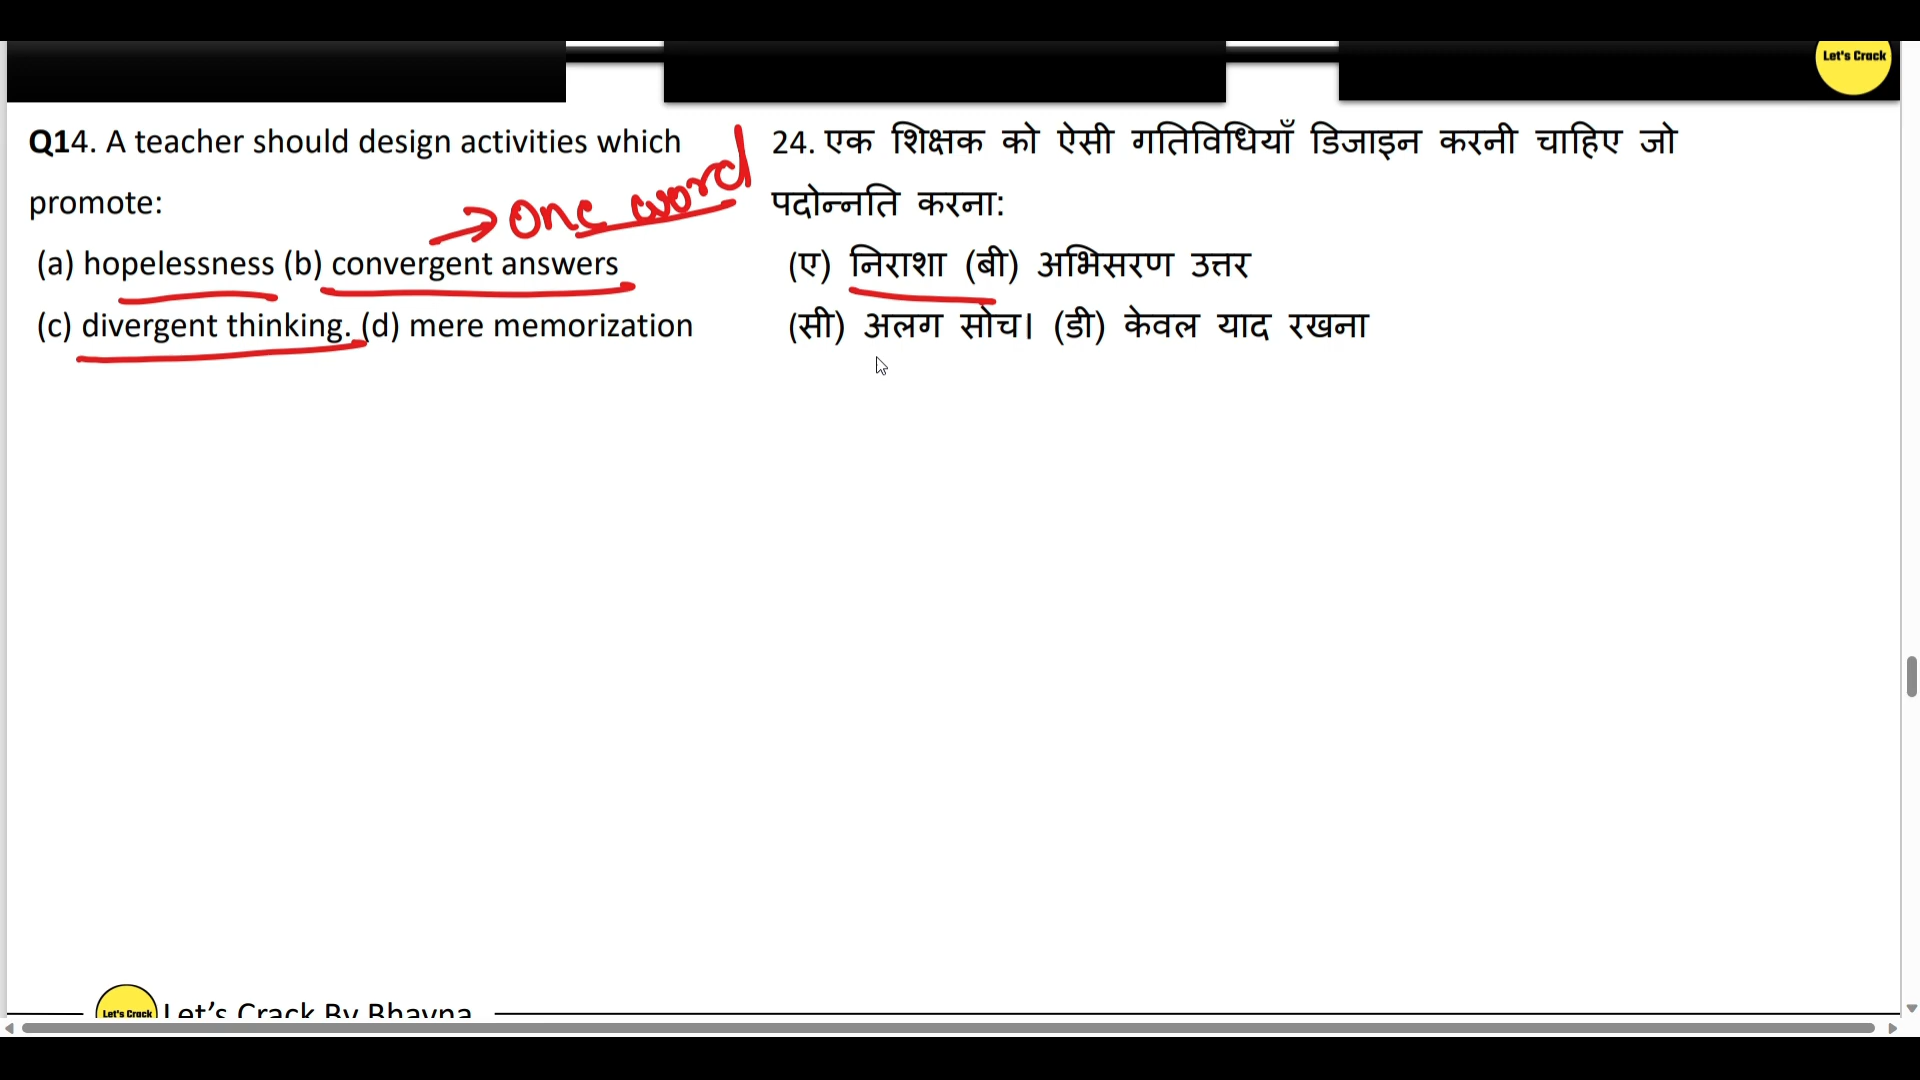 Let's Crack
Q14. A teacher should design activities which
promote:
→ One word
(a) hopelessness (b) convergent answers
(c) divergent thinking. (d) mere memorization
24. एक शिक्षक को ऐसी गतिविधियाँ डिजाइन करनी चाहिए जो
पदोन्नति करना:
(ए) निराशा (बी) अभिसरण उत्तर
(सी) अलग सोच। (डी) केवल याद रखना
Let's Crack
Let’s Crack By Bhavna